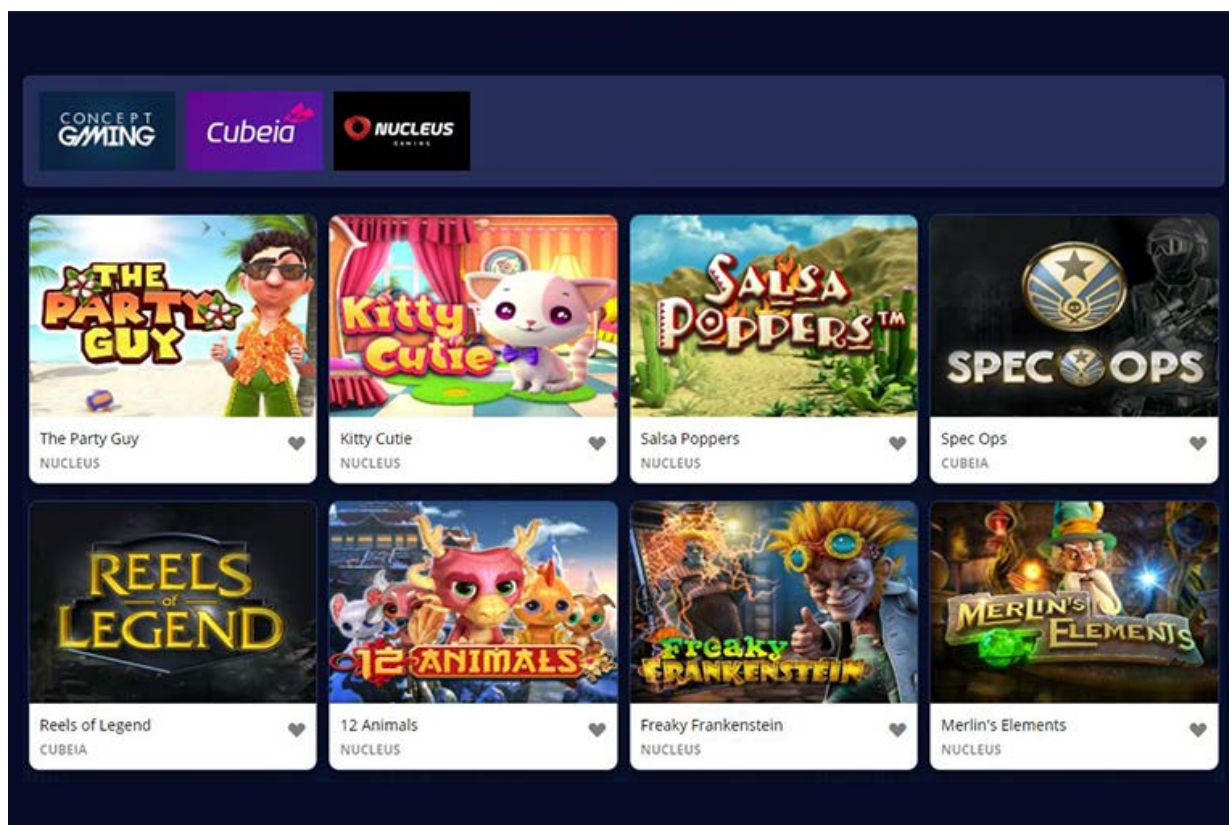 CONCEPT
GAMING
Cubeia
NUCLEUS
GAMING
THE
PARTY
GUY
Kitty
Cutie
SALSA
POPPERS™
SPEC OPS
The Party Guy
NUCLEUS
Kitty Cutie
NUCLEUS
Salsa Poppers
NUCLEUS
Spec Ops
CUBEIA
REELS
of
LEGEND
12 ANIMALS
FREAKY
FRANKENSTEIN
MERLIN'S
ELEMENTS
Reels of Legend
CUBEIA
12 Animals
NUCLEUS
Freaky Frankenstein
NUCLEUS
Merlin's Elements
NUCLEUS